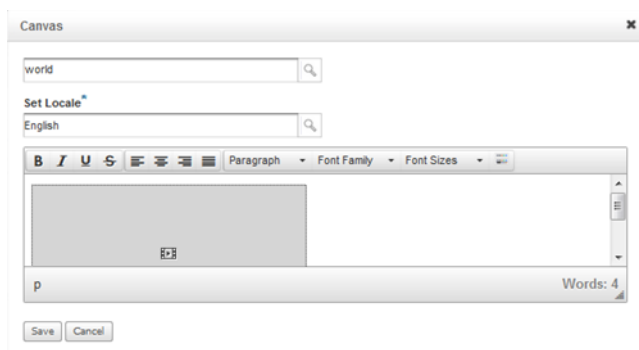 Canvas
world
Set Locale*
English
B I U S Paragraph Font Family Font Sizes
p Words: 4
Save Cancel